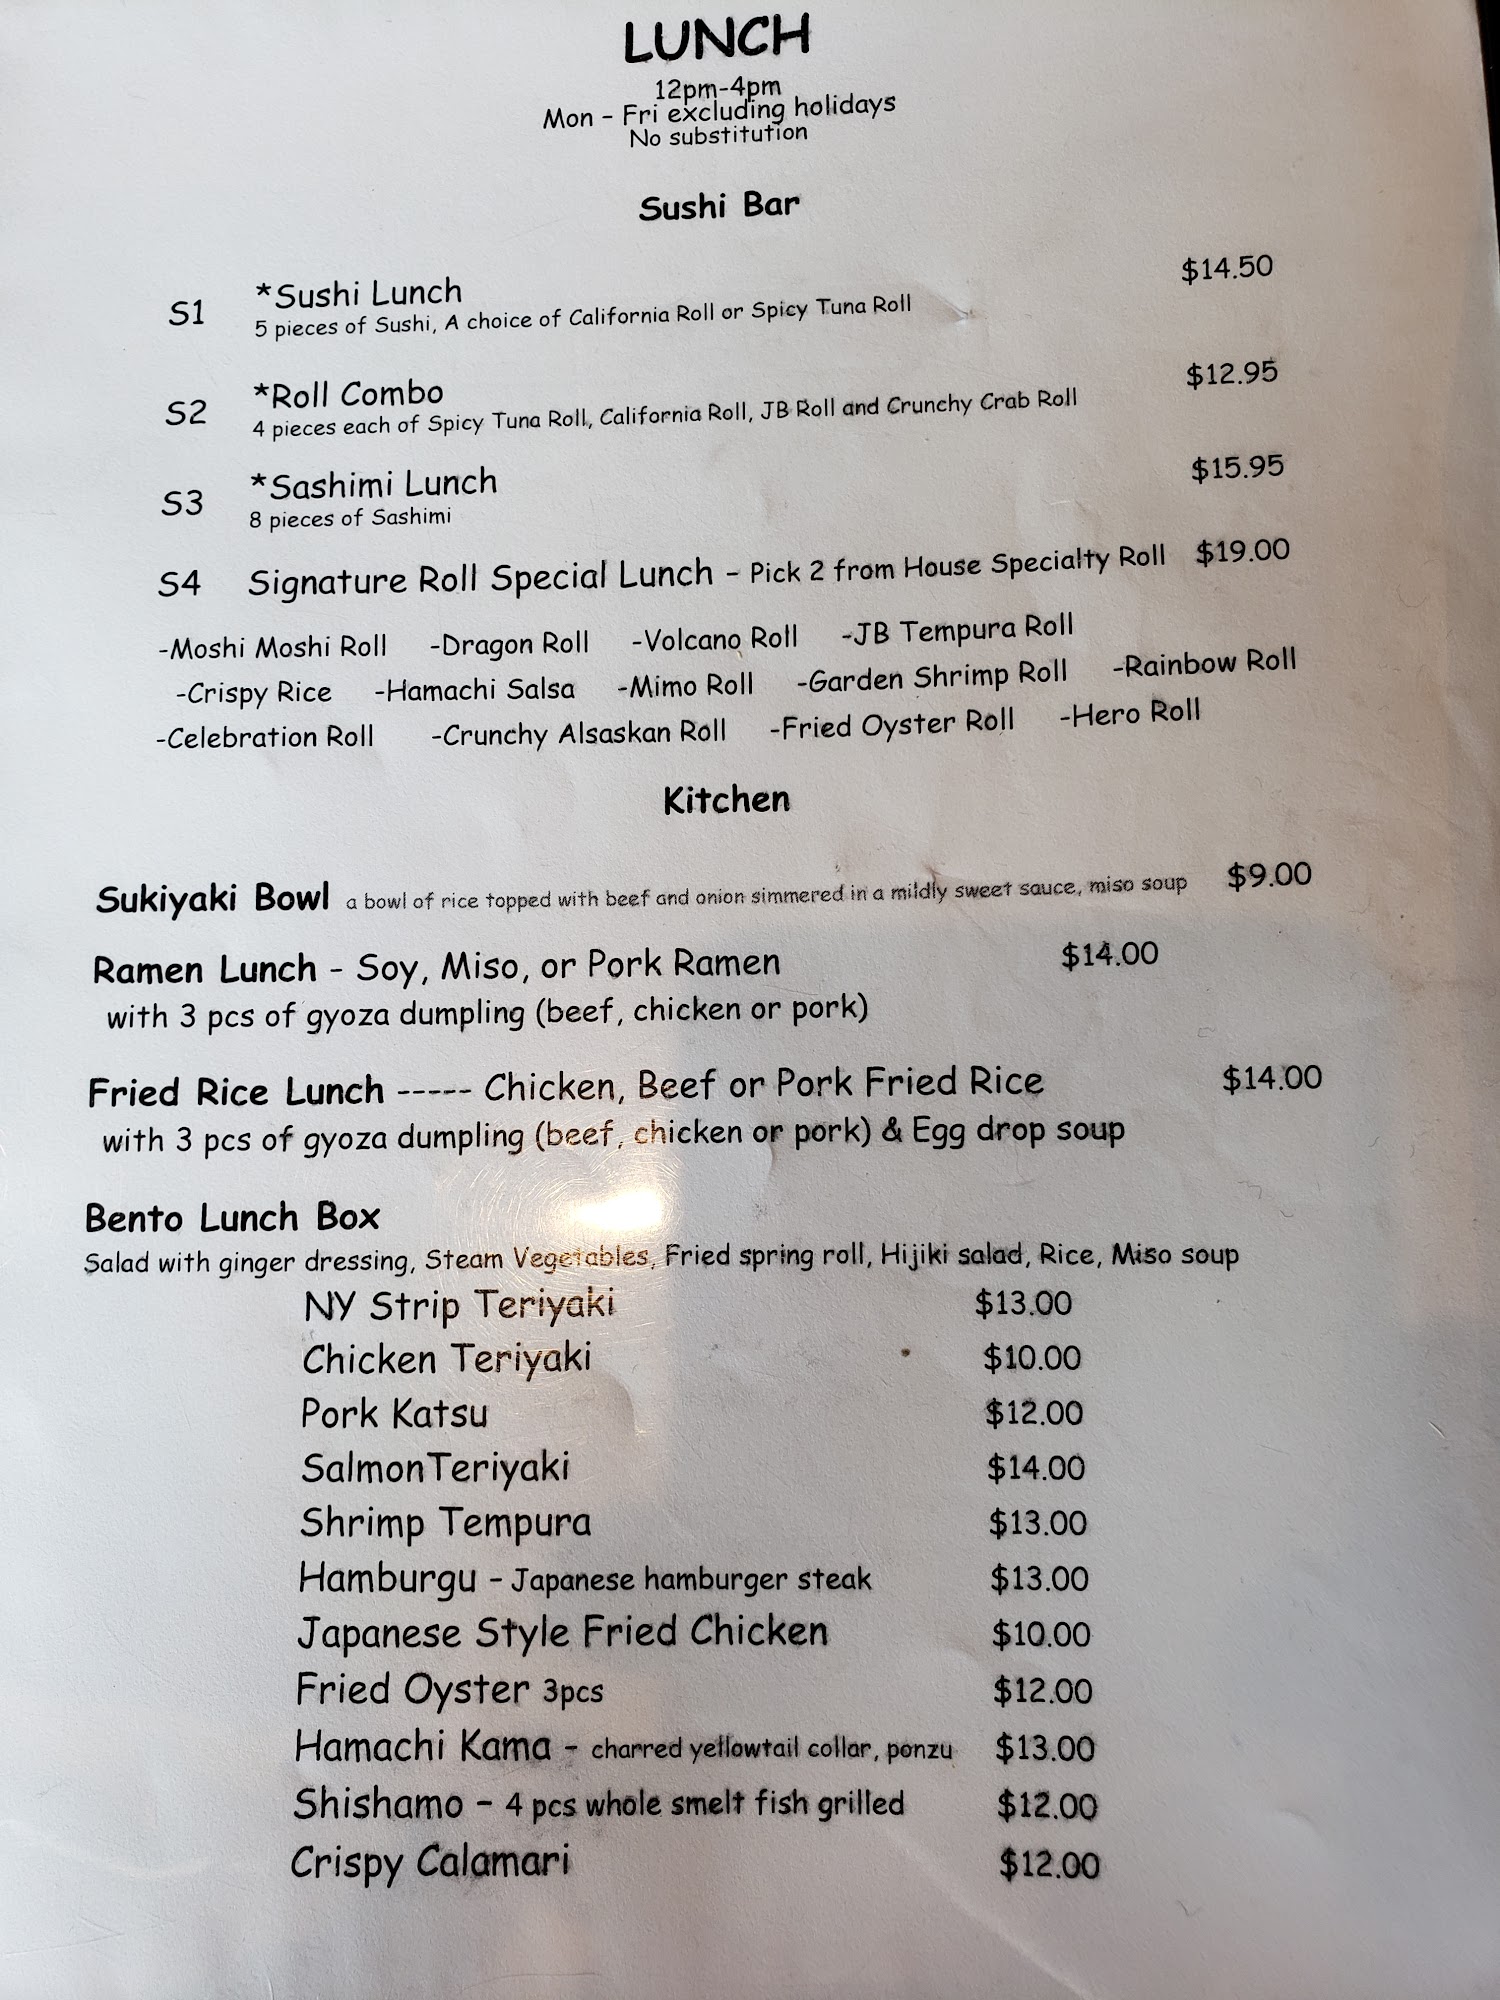 LUNCH
12pm-4pm
Mon - Fri excluding holidays
No substitution
Sushi Bar
S1 *Sushi Lunch $14.50
5 pieces of Sushi, A choice of California Roll or Spicy Tuna Roll
S2 *Roll Combo $12.95
4 pieces each of Spicy Tuna Roll, California Roll, JB Roll and Crunchy Crab Roll
S3 *Sashimi Lunch $15.95
8 pieces of Sashimi
S4 Signature Roll Special Lunch - Pick 2 from House Specialty Roll $19.00
-Moshi Moshi Roll -Dragon Roll -Volcano Roll -JB Tempura Roll
-Crispy Rice -Hamachi Salsa -Mimo Roll -Garden Shrimp Roll -Rainbow Roll
-Celebration Roll -Crunchy Alsaskan Roll -Fried Oyster Roll -Hero Roll
Kitchen
Sukiyaki Bowl a bowl of rice topped with beef and onion simmered in a mildly sweet sauce, miso soup $9.00
Ramen Lunch - Soy, Miso, or Pork Ramen $14.00
with 3 pcs of gyoza dumpling (beef, chicken or pork)
Fried Rice Lunch ----- Chicken, Beef or Pork Fried Rice $14.00
with 3 pcs of gyoza dumpling (beef, chicken or pork) & Egg drop soup
Bento Lunch Box
Salad with ginger dressing, Steam Vegetables, Fried spring roll, Hijiki salad, Rice, Miso soup
NY Strip Teriyaki $13.00
Chicken Teriyaki $10.00
Pork Katsu $12.00
SalmonTeriyaki $14.00
Shrimp Tempura $13.00
Hamburgu - Japanese hamburger steak $13.00
Japanese Style Fried Chicken $10.00
Fried Oyster 3pcs $12.00
Hamachi Kama - charred yellowtail collar, ponzu $13.00
Shishamo - 4 pcs whole smelt fish grilled $12.00
Crispy Calamari $12.00